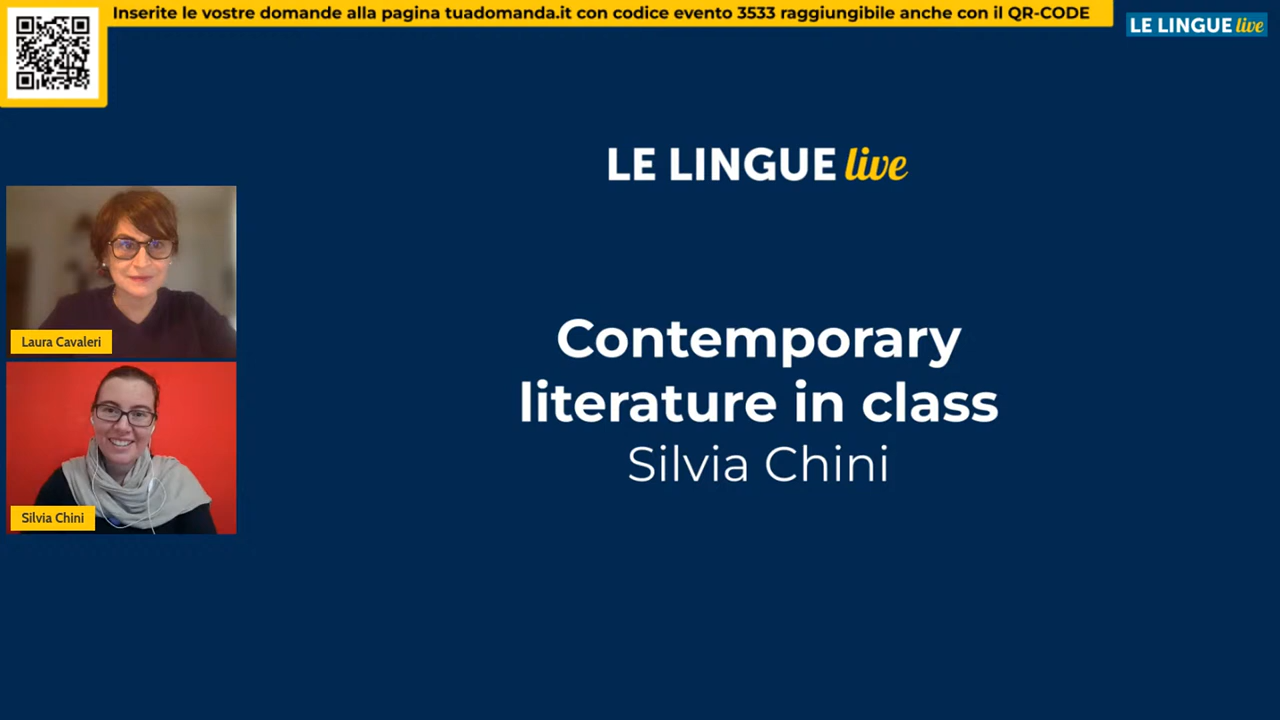 Inserite le vostre domande alla pagina tuadomanda.it con codice evento 3533 raggiungibile anche con il QR-CODE
LE LINGUE live
LE LINGUE live
Laura Cavaleri
Contemporary
literature in class
Silvia Chini
Silvia Chini